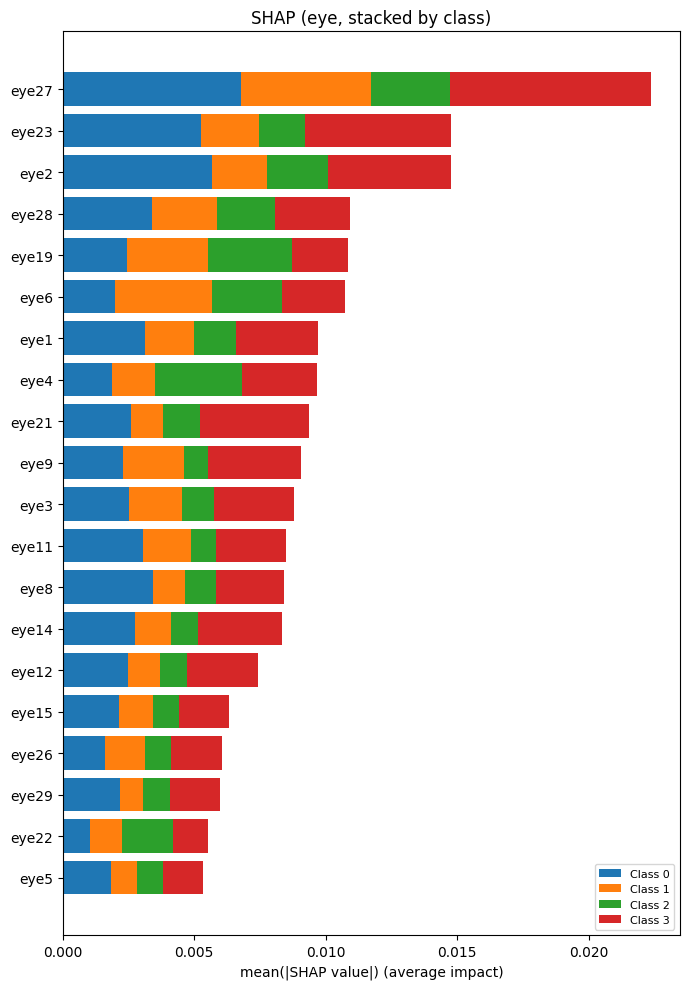 SHAP (eye, stacked by class)
eye27
eye23
eye2
eye28
eye19
eye6
eye1
eye4
eye21
eye9
eye3
eye11
eye8
eye14
eye12
eye15
eye26
eye29
eye22
eye5
Class 0
Class 1
Class 2
Class 3
0.000 0.005 0.010 0.015 0.020
mean(|SHAP value|) (average impact)